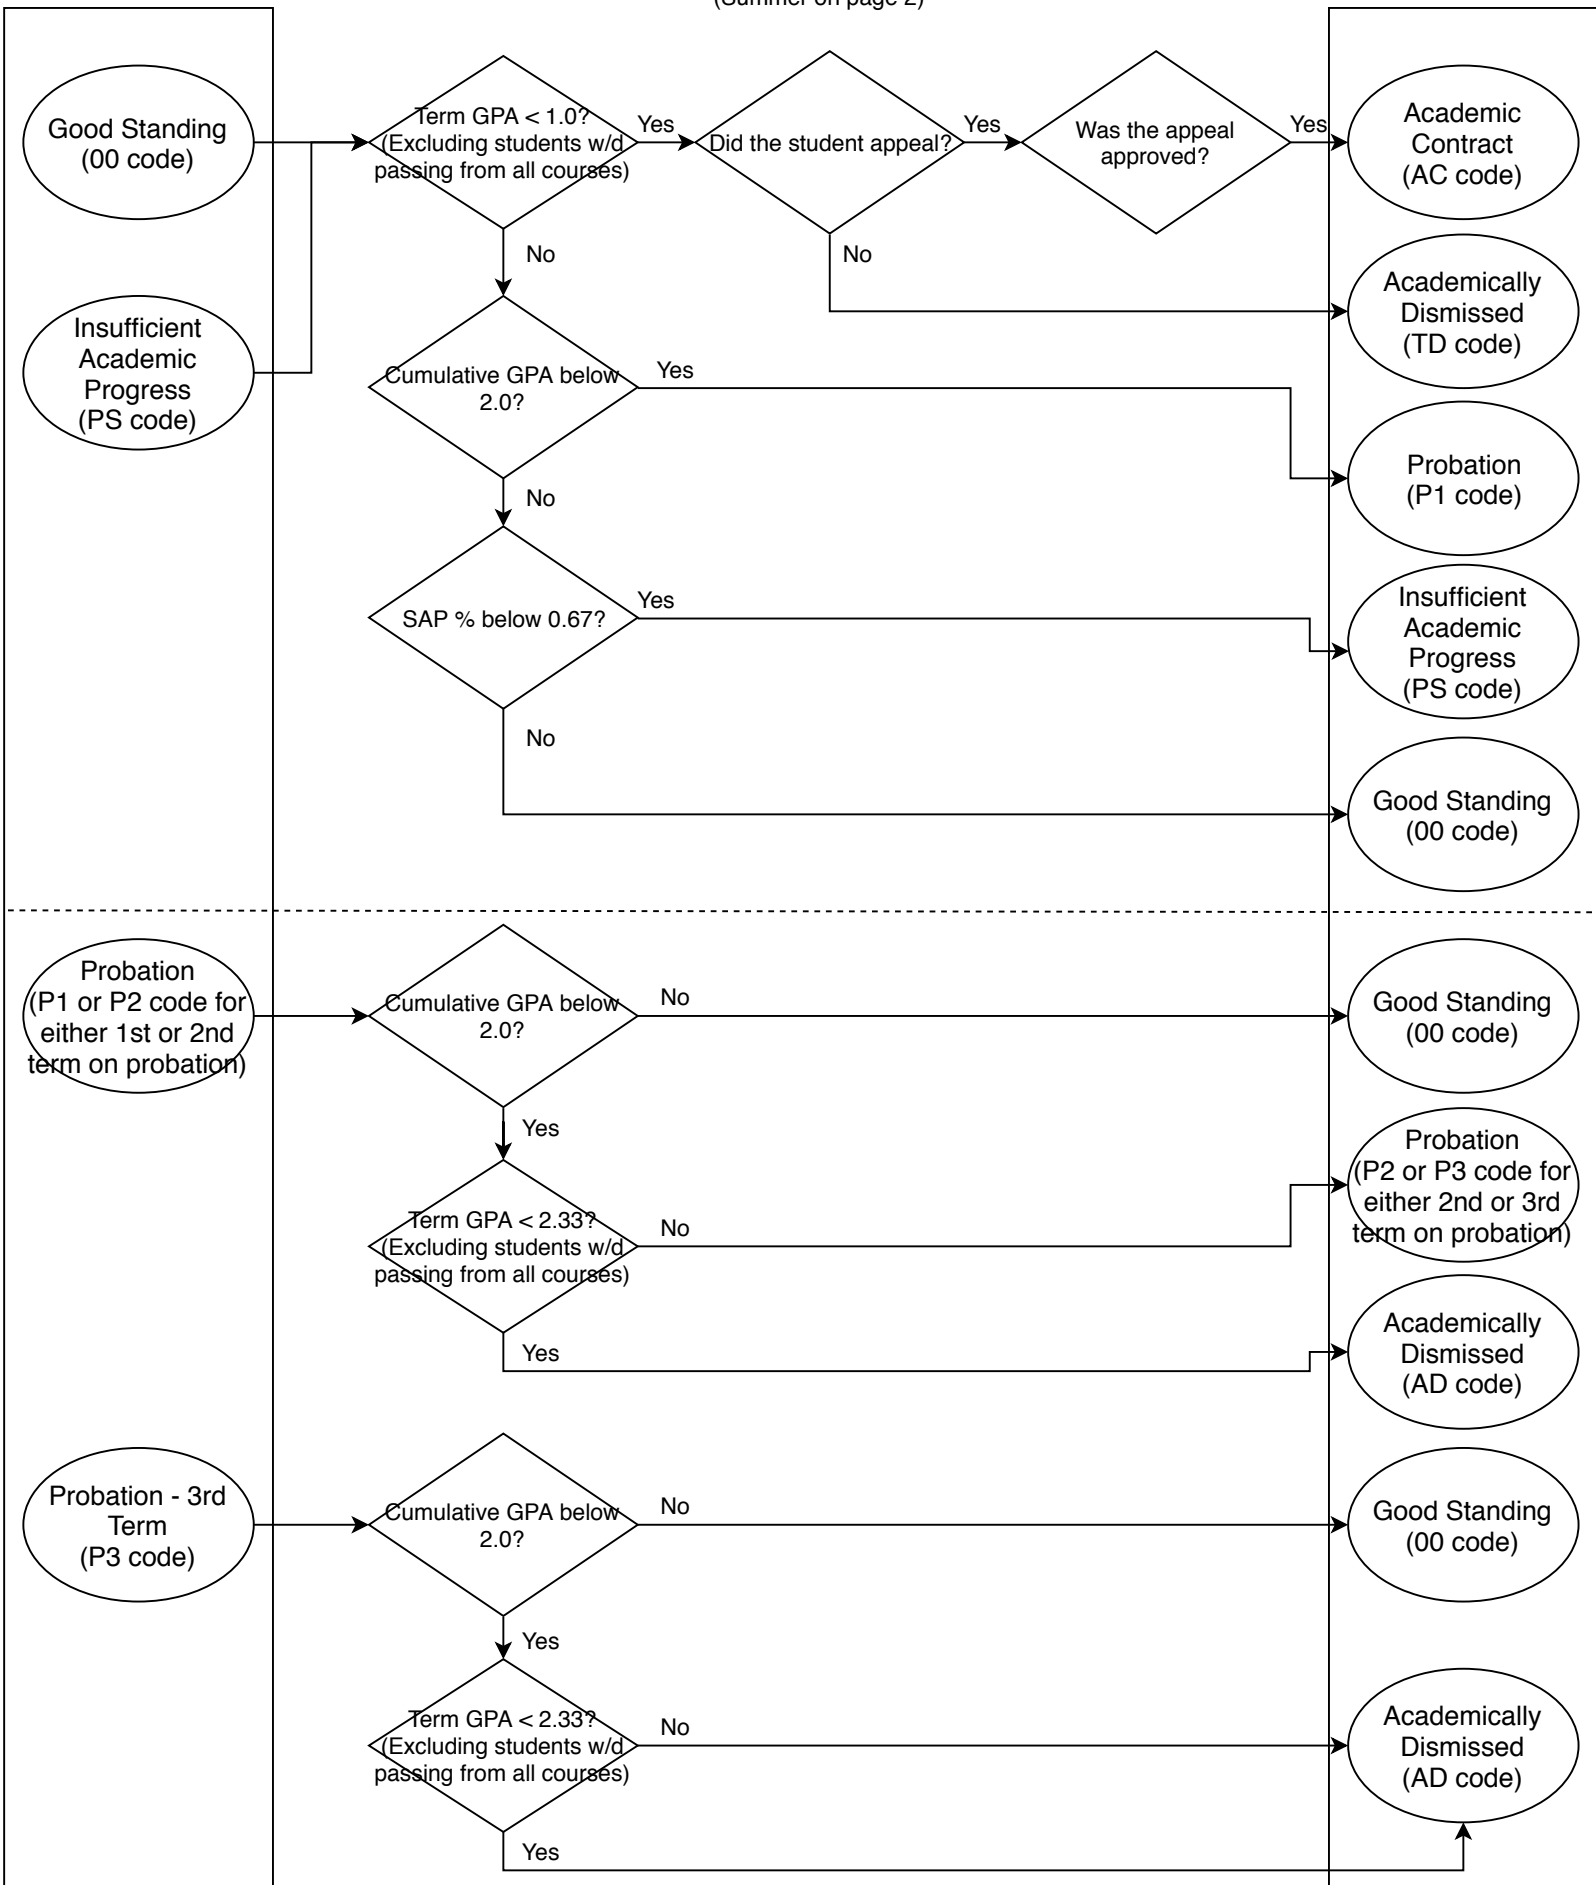 (Summer on page 2)
Good Standing
(00 code)
Term GPA < 1.0?
(Excluding students w/d
passing from all courses)
Yes
Did the student appeal?
Yes
Was the appeal
approved?
Yes
Academic
Contract
(AC code)
No
No
Academically
Dismissed
(TD code)
Insufficient
Academic
Progress
(PS code)
Cumulative GPA below
2.0?
Yes
Probation
(P1 code)
No
SAP % below 0.67?
Yes
Insufficient
Academic
Progress
(PS code)
No
Good Standing
(00 code)
Probation
(P1 or P2 code for
either 1st or 2nd
term on probation)
Cumulative GPA below
2.0?
No
Good Standing
(00 code)
Yes
Term GPA < 2.33?
(Excluding students w/d
passing from all courses)
No
Probation
(P2 or P3 code for
either 2nd or 3rd
term on probation)
Yes
Academically
Dismissed
(AD code)
Probation - 3rd
Term
(P3 code)
Cumulative GPA below
2.0?
No
Good Standing
(00 code)
Yes
Term GPA < 2.33?
(Excluding students w/d
passing from all courses)
No
Academically
Dismissed
(AD code)
Yes